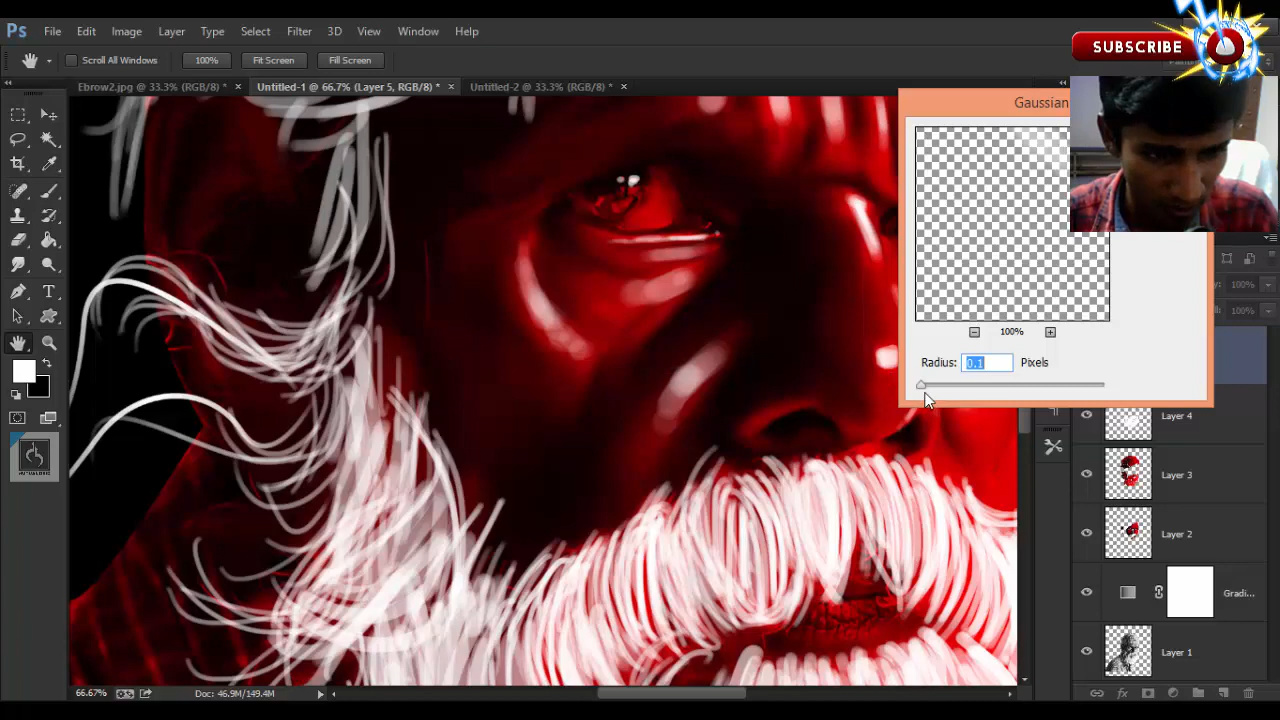 SUBSCRIBE
Ps File Edit Image Layer Type Select Filter 3D View Window Help
Scroll All Windows 100% Fit Screen Fill Screen
Ebrow2.jpg @ 33.3% (RGB/8) * × Untitled-1 @ 66.7% (Layer 5, RGB/8) * × Untitled-2 @ 33.3% (RGB/8) * ×
Gaussian
100%
Radius: 0.1 Pixels
100%
100%
Layer 4
Layer 3
Layer 2
Gradi...
Layer 1
66.67% Doc: 46.9M/149.4M